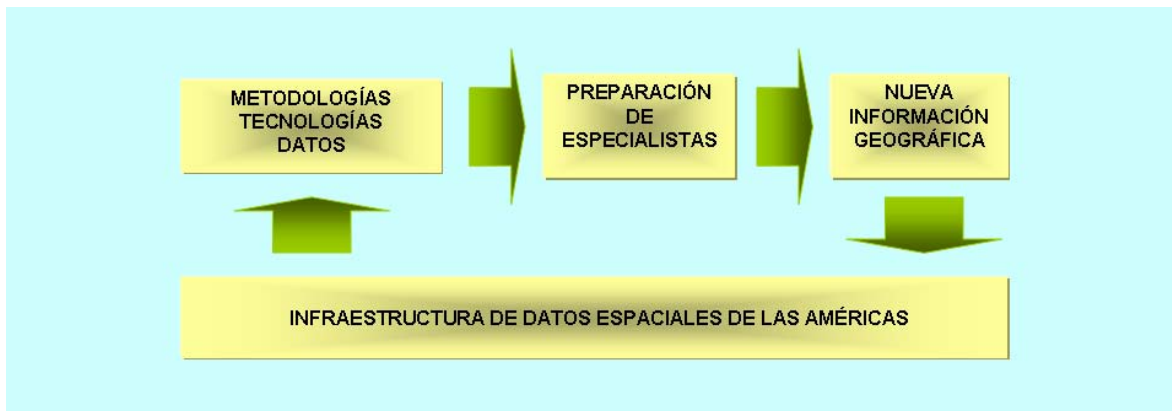 METODOLOGÍAS
TECNOLOGÍAS
DATOS
PREPARACIÓN
DE
ESPECIALISTAS
NUEVA
INFORMACIÓN
GEOGRÁFICA
INFRAESTRUCTURA DE DATOS ESPACIALES DE LAS AMÉRICAS